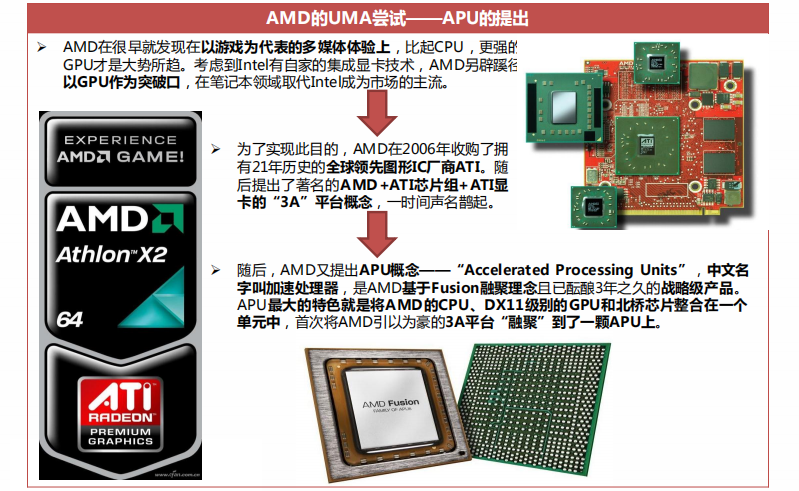 AMD的UMA尝试——APU的提出
➢ AMD在很早就发现在以游戏为代表的多媒体体验上，比起CPU，更强的
GPU才是大势所趋。考虑到Intel有自家的集成显卡技术，AMD另辟蹊径
以GPU作为突破口，在笔记本领域取代Intel成为市场的主流。
➢ 为了实现此目的，AMD在2006年收购了拥
有21年历史的全球领先图形IC厂商ATI。随
后提出了著名的AMD+ATI芯片组+ATI显
卡的“3A”平台概念，一时间声名鹊起。
➢ 随后，AMD又提出APU概念——“Accelerated Processing Units”，中文名
字叫加速处理器，是AMD基于Fusion融聚理念且已酝酿3年之久的战略级产品。
APU最大的特色就是将AMD的CPU、DX11级别的GPU和北桥芯片整合在一个
单元中，首次将AMD引以为豪的3A平台“融聚”到了一颗APU上。
EXPERIENCE
AMD GAME!
AMD
Athlon™X2
64
ATI
RADEON
PREMIUM
GRAPHICS
AMD
ATI
AMD Fusion
FAMILY OF APUs